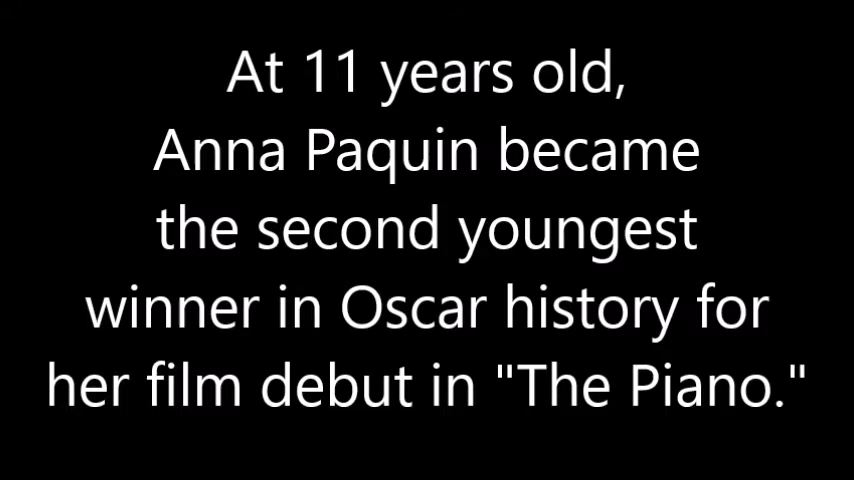 At 11 years old,
Anna Paquin became
the second youngest
winner in Oscar history for
her film debut in "The Piano."